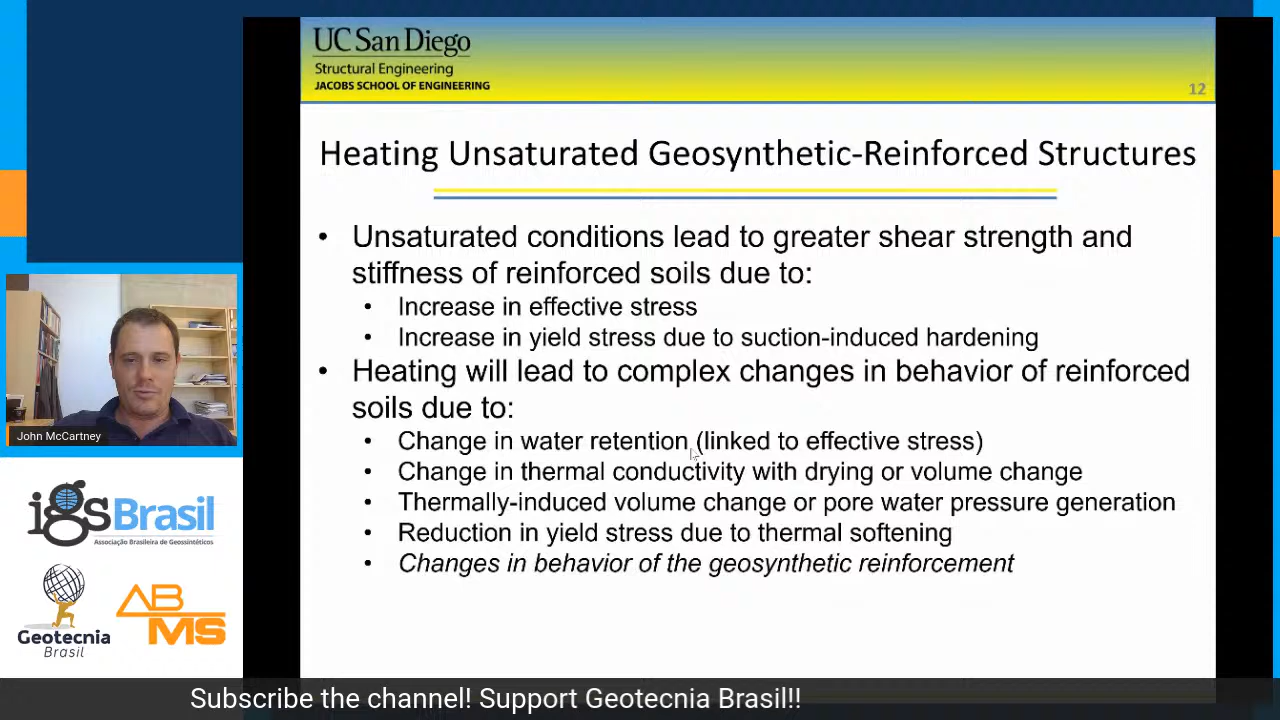 UC San Diego
Structural Engineering
JACOBS SCHOOL OF ENGINEERING
12
Heating Unsaturated Geosynthetic-Reinforced Structures
• Unsaturated conditions lead to greater shear strength and
stiffness of reinforced soils due to:
• Increase in effective stress
• Increase in yield stress due to suction-induced hardening
• Heating will lead to complex changes in behavior of reinforced
soils due to:
• Change in water retention (linked to effective stress)
• Change in thermal conductivity with drying or volume change
• Thermally-induced volume change or pore water pressure generation
• Reduction in yield stress due to thermal softening
• Changes in behavior of the geosynthetic reinforcement
John McCartney
igs Brasil
Associação Brasileira de Geossintéticos
Geotecnia
Brasil
ABMS
Subscribe the channel! Support Geotecnia Brasil!!